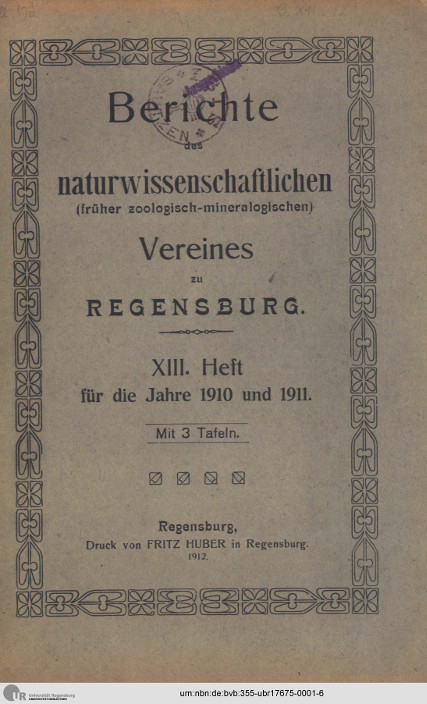 Berichte
des
naturwissenschaftlichen
(früher zoologisch-mineralogischen)
Vereines
zu
REGENSBURG.
XIII. Heft
für die Jahre 1910 und 1911.
Mit 3 Tafeln.
Regensburg,
Druck von FRITZ HUBER in Regensburg.
1912.
UR Universität Regensburg
urn:nbn:de:bvb:355-ubr17675-0001-6